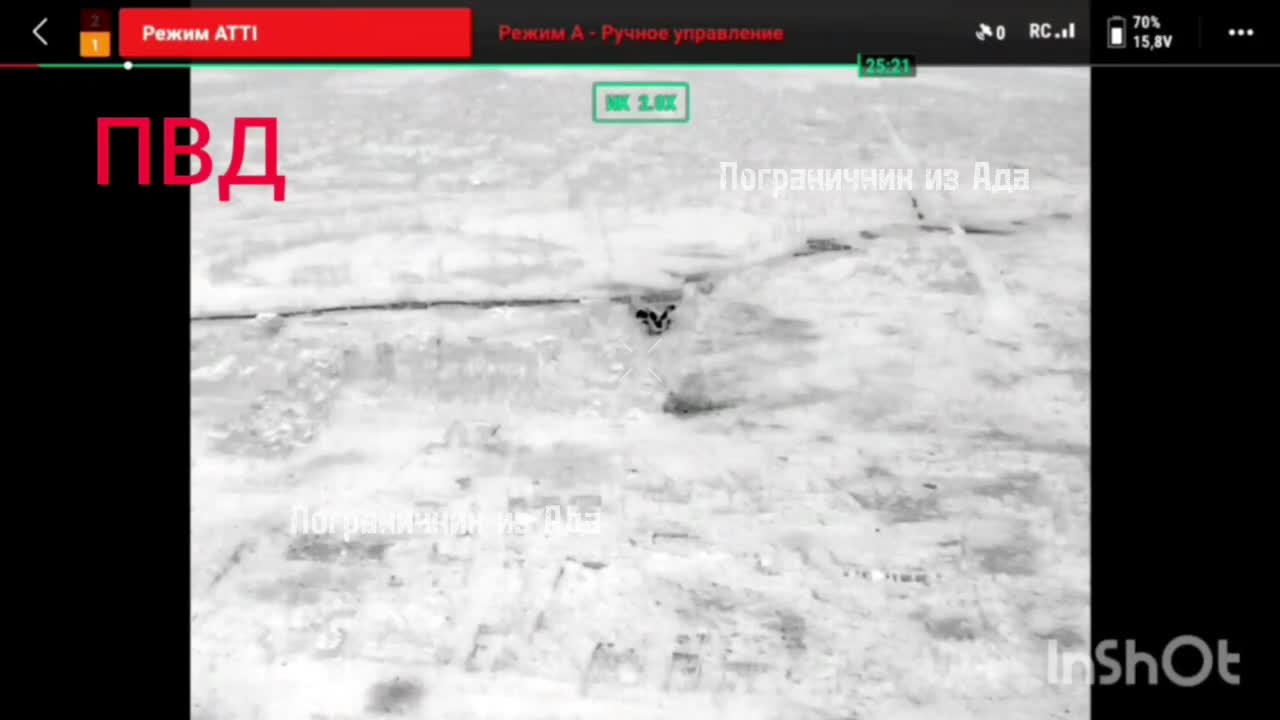 2
1
Режим ATTI
Режим A - Ручное управление
0
RC
70%
15,8V
25:21
ИК 2.0X
ПВД
Пограничник из Ада
Пограничник из Ада
InShOt